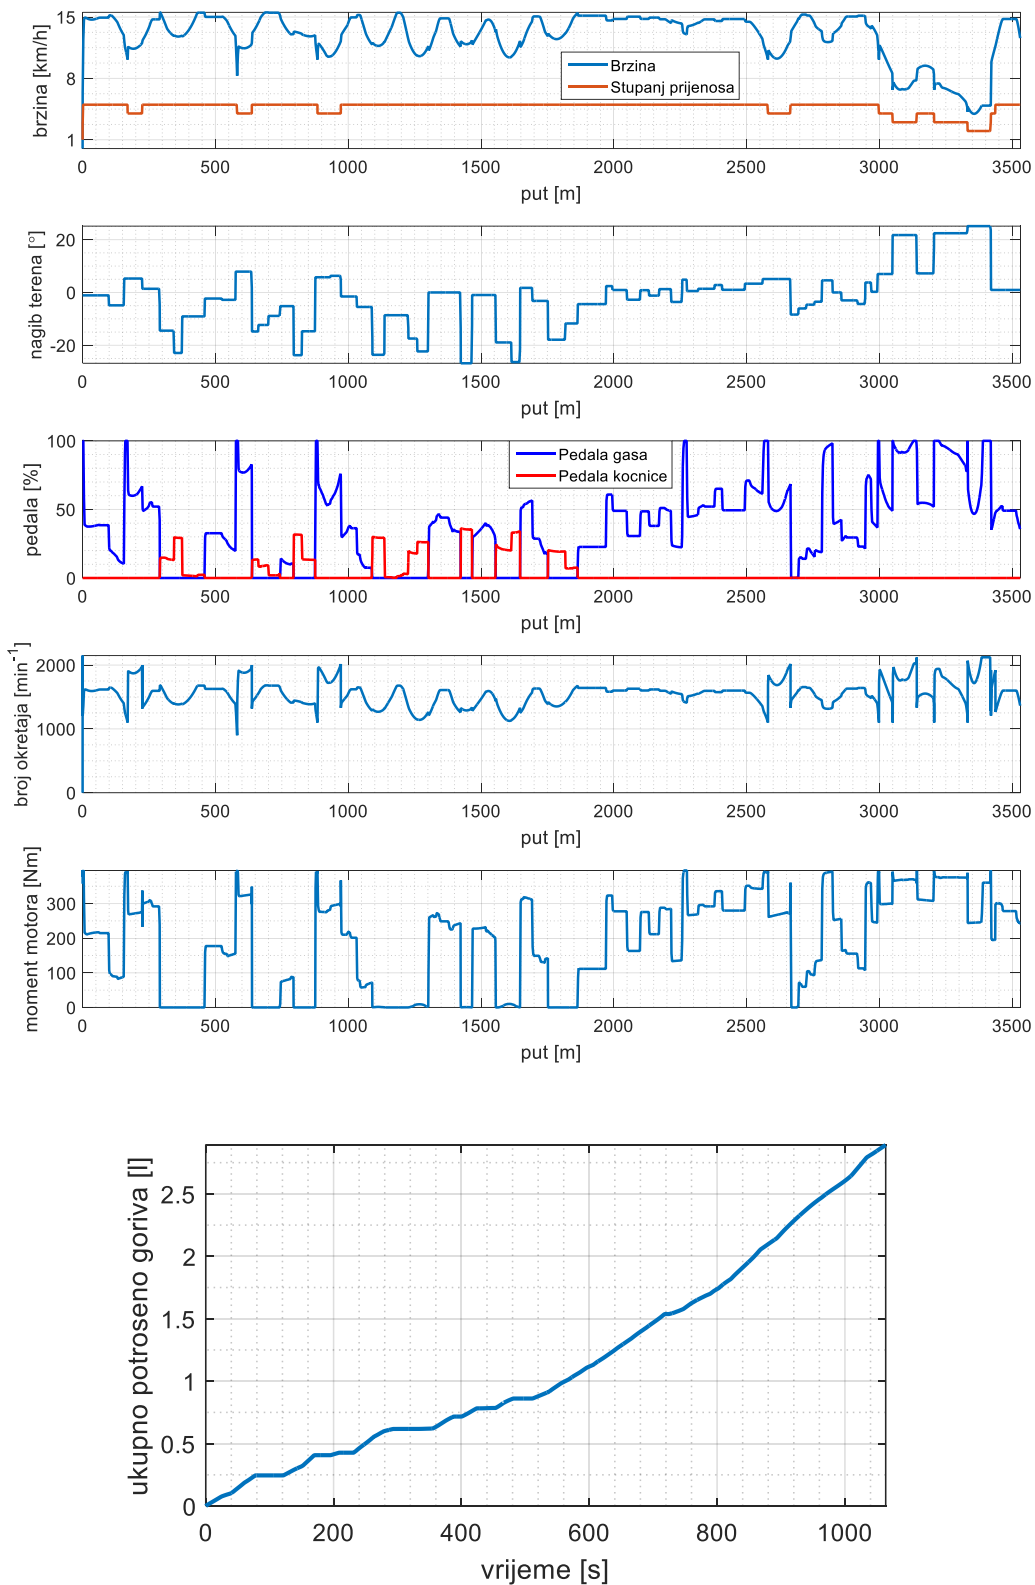 15
8
1
brzina [km/h]
Brzina
Stupanj prijenosa
0 500 1000 1500 2000 2500 3000 3500
put [m]
20
0
-20
nagib terena [°]
0 500 1000 1500 2000 2500 3000 3500
put [m]
100
50
0
pedala [%]
Pedala gasa
Pedala kocnice
0 500 1000 1500 2000 2500 3000 3500
put [m]
2000
1000
0
broj okretaja [min-1]
0 500 1000 1500 2000 2500 3000 3500
put [m]
300
200
100
0
moment motora [Nm]
0 500 1000 1500 2000 2500 3000 3500
put [m]
2.5
2
1.5
1
0.5
0
ukupno potroseno goriva [l]
0 200 400 600 800 1000
vrijeme [s]